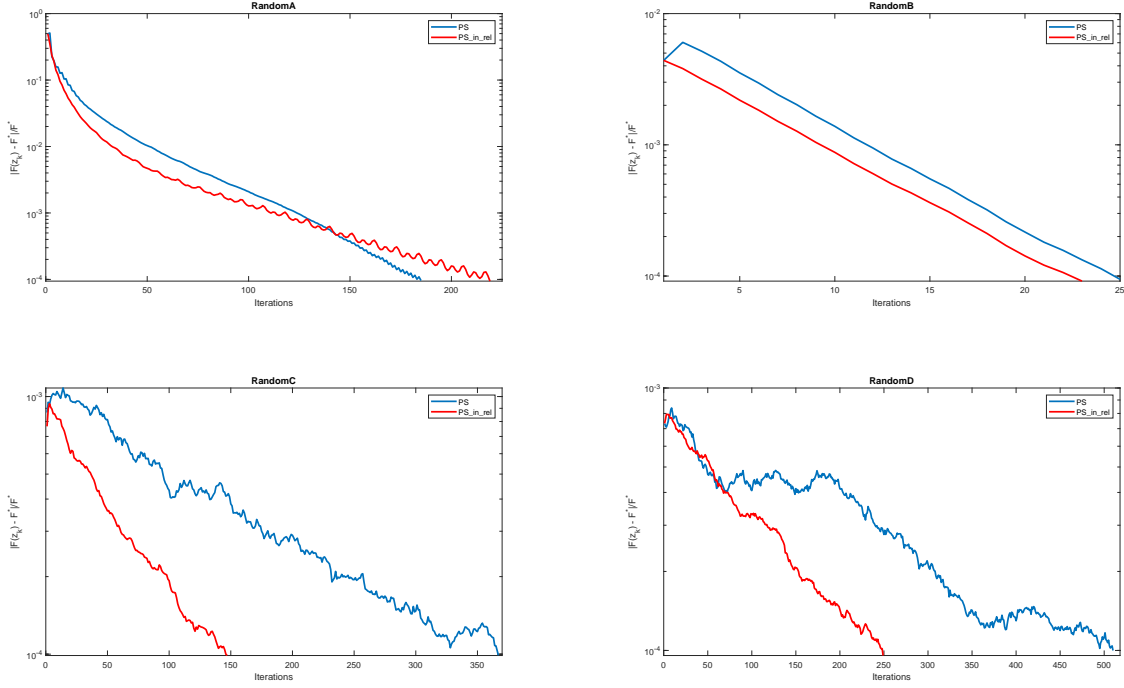 RandomA
PS
PS_in_rel
10^0
10^-1
10^-2
10^-3
10^-4
|F(z_k) - F^*|/F^*
0 50 100 150 200
Iterations
RandomB
PS
PS_in_rel
10^-2
10^-3
10^-4
|F(z_k) - F^*|/F^*
5 10 15 20 25
Iterations
RandomC
PS
PS_in_rel
10^-3
10^-4
|F(z_k) - F^*|/F^*
0 50 100 150 200 250 300 350
Iterations
RandomD
PS
PS_in_rel
10^-3
10^-4
|F(z_k) - F^*|/F^*
0 50 100 150 200 250 300 350 400 450 500
Iterations